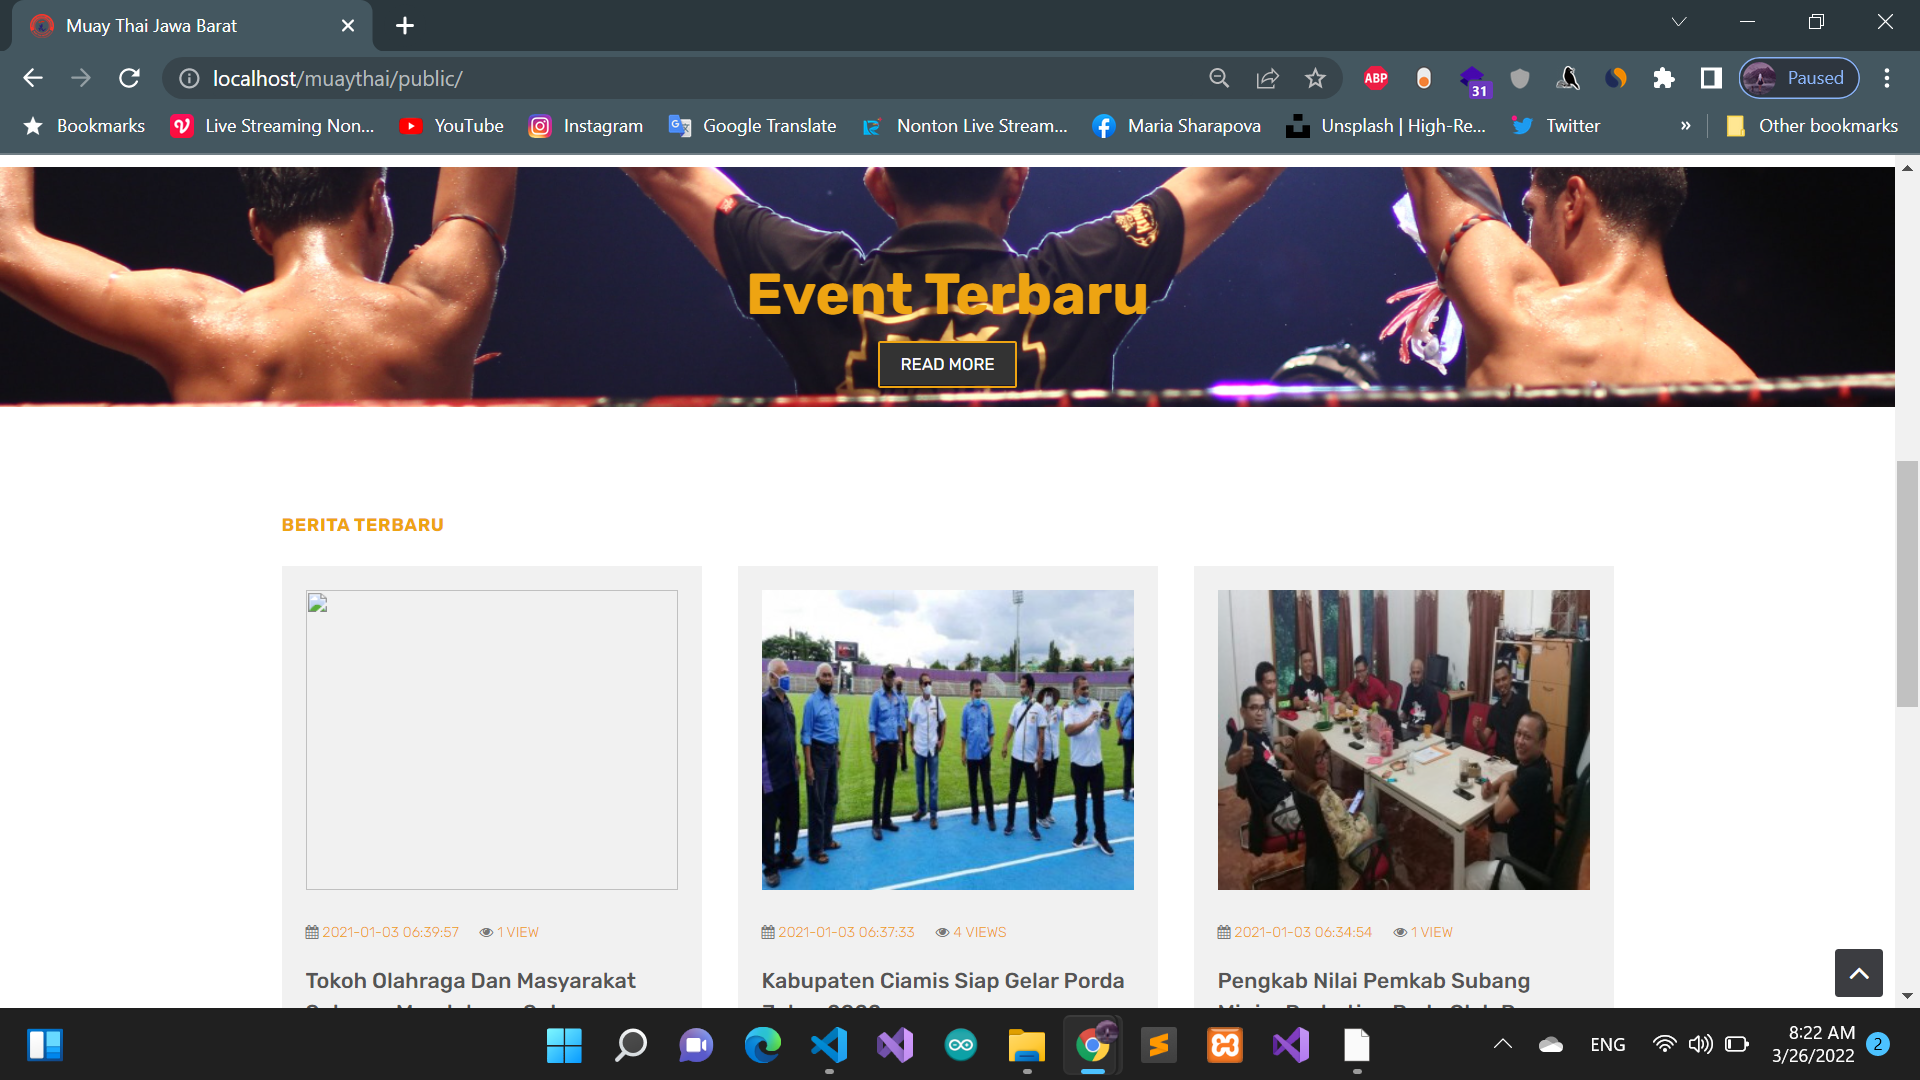 Muay Thai Jawa Barat
localhost/muaythai/public/
ABP
31
Paused
Bookmarks
Live Streaming Non...
YouTube
Instagram
Google Translate
Nonton Live Stream...
Maria Sharapova
Unsplash | High-Re...
Twitter
»
Other bookmarks
Event Terbaru
READ MORE
BERITA TERBARU
2021-01-03 06:39:57 1 VIEW
Tokoh Olahraga Dan Masyarakat
2021-01-03 06:37:33 4 VIEWS
Kabupaten Ciamis Siap Gelar Porda
2021-01-03 06:34:54 1 VIEW
Pengkab Nilai Pemkab Subang
ENG
8:22 AM
3/26/2022
2